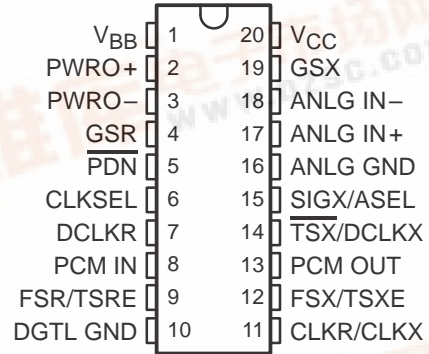 V_BB 1 20 V_CC
PWRO+ 2 19 GSX
PWRO− 3 18 ANLG IN−
GSR 4 17 ANLG IN+
PDN 5 16 ANLG GND
CLKSEL 6 15 SIGX/ASEL
DCLKR 7 14 TSX/DCLKX
PCM IN 8 13 PCM OUT
FSR/TSRE 9 12 FSX/TSXE
DGTL GND 10 11 CLKR/CLKX